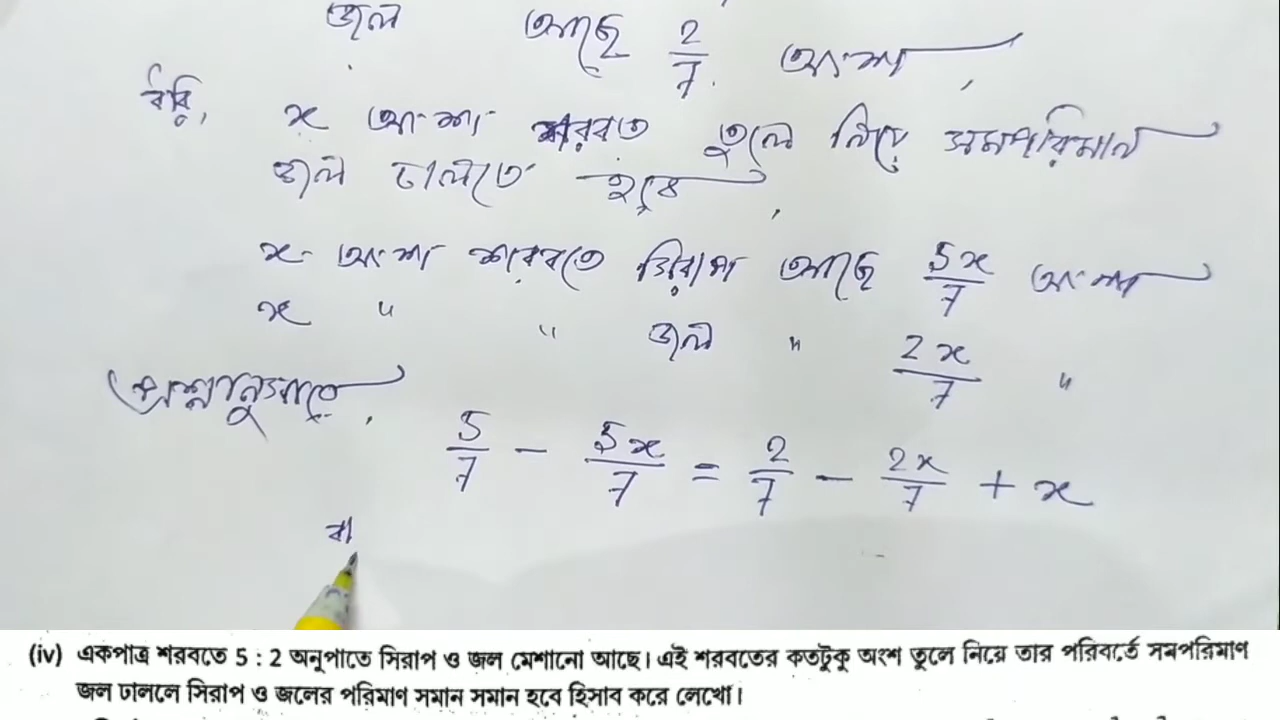 জল আছে 2/7 অংশ,
ধরি, x অংশ শরবত তুলে নিয়ে সমপরিমান
জল ঢালতে হবে,
x অংশ শরবতে সিরাপ আছে 5x/7 অংশ
x " " জল " 2x/7 "
প্রশ্নানুসারে,
5/7 - 5x/7 = 2/7 - 2x/7 + x
বা
(iv) একপাত্র শরবতে 5 : 2 অনুপাতে সিরাপ ও জল মেশানো আছে। এই শরবতের কতটুকু অংশ তুলে নিয়ে তার পরিবর্তে সমপরিমাণ
জল ঢাললে সিরাপ ও জলের পরিমাণ সমান সমান হবে হিসাব করে লেখো।